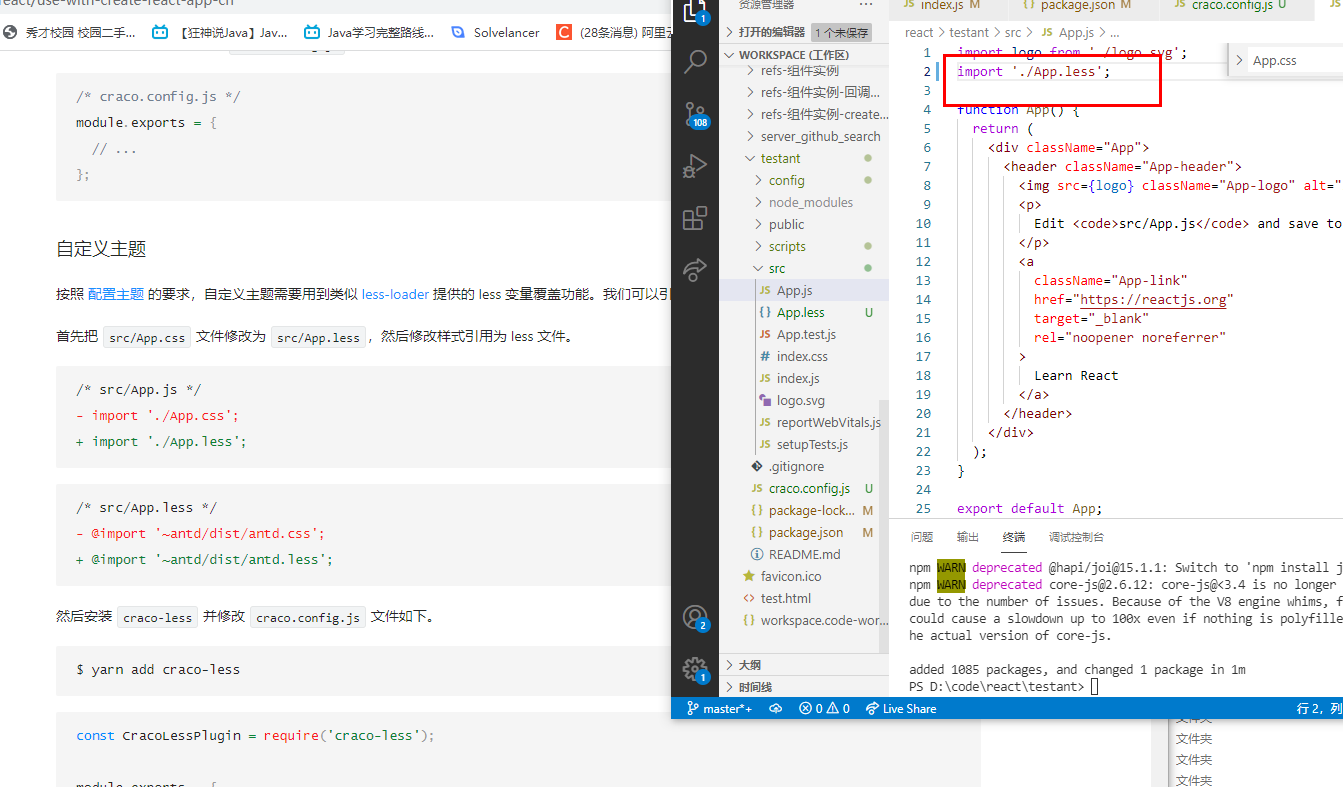 react/use-with-create-react-app-cn
秀才校园 校园二手...
【狂神说Java】Jav...
Java学习完整路线...
Solvelancer
C
(28条消息) 阿里云
/* craco.config.js */
module.exports = {
// ...
};
自定义主题
按照 配置主题 的要求，自定义主题需要用到类似 less-loader 提供的 less 变量覆盖功能。我们可以引
首先把 src/App.css 文件修改为 src/App.less ，然后修改样式引用为 less 文件。
/* src/App.js */
- import './App.css';
+ import './App.less';
/* src/App.less */
- @import '~antd/dist/antd.css';
+ @import '~antd/dist/antd.less';
然后安装 craco-less 并修改 craco.config.js 文件如下。
$ yarn add craco-less
const CracoLessPlugin = require('craco-less');
module.exports = {
1
108
2
1
资源管理器 ...
打开的编辑器 1 个未保存
WORKSPACE (工作区)
refs-组件实例
refs-组件实例-回调...
refs-组件实例-create...
server_github_search
testant
config
node_modules
public
scripts
src
JS App.js
{} App.less U
JS App.test.js
# index.css
JS index.js
logo.svg
JS reportWebVitals.js
JS setupTests.js
.gitignore
JS craco.config.js U
{} package-lock... M
{} package.json M
README.md
favicon.ico
<> test.html
{} workspace.code-wor...
大纲
时间线
JS index.js M
{} package.json M
JS craco.config.js U
JS
react > testant > src > JS App.js > ...
App.css
1 import logo from './logo.svg';
2 import './App.less';
3
4 function App() {
5 return (
6 <div className="App">
7 <header className="App-header">
8 <img src={logo} className="App-logo" alt="
9 <p>
10 Edit <code>src/App.js</code> and save to
11 </p>
12 <a
13 className="App-link"
14 href="https://reactjs.org"
15 target="_blank"
16 rel="noopener noreferrer"
17 >
18 Learn React
19 </a>
20 </header>
21 </div>
22 );
23 }
24
25 export default App;
问题 输出 终端 调试控制台
npm WARN deprecated @hapi/joi@15.1.1: Switch to 'npm install j
npm WARN deprecated core-js@2.6.12: core-js@<3.4 is no longer
due to the number of issues. Because of the V8 engine whims, f
could cause a slowdown up to 100x even if nothing is polyfille
he actual version of core-js.
added 1085 packages, and changed 1 package in 1m
PS D:\code\react\testant>
master*+ 0 0 Live Share
行 2，列
文件夹
文件夹
文件夹
文件夹